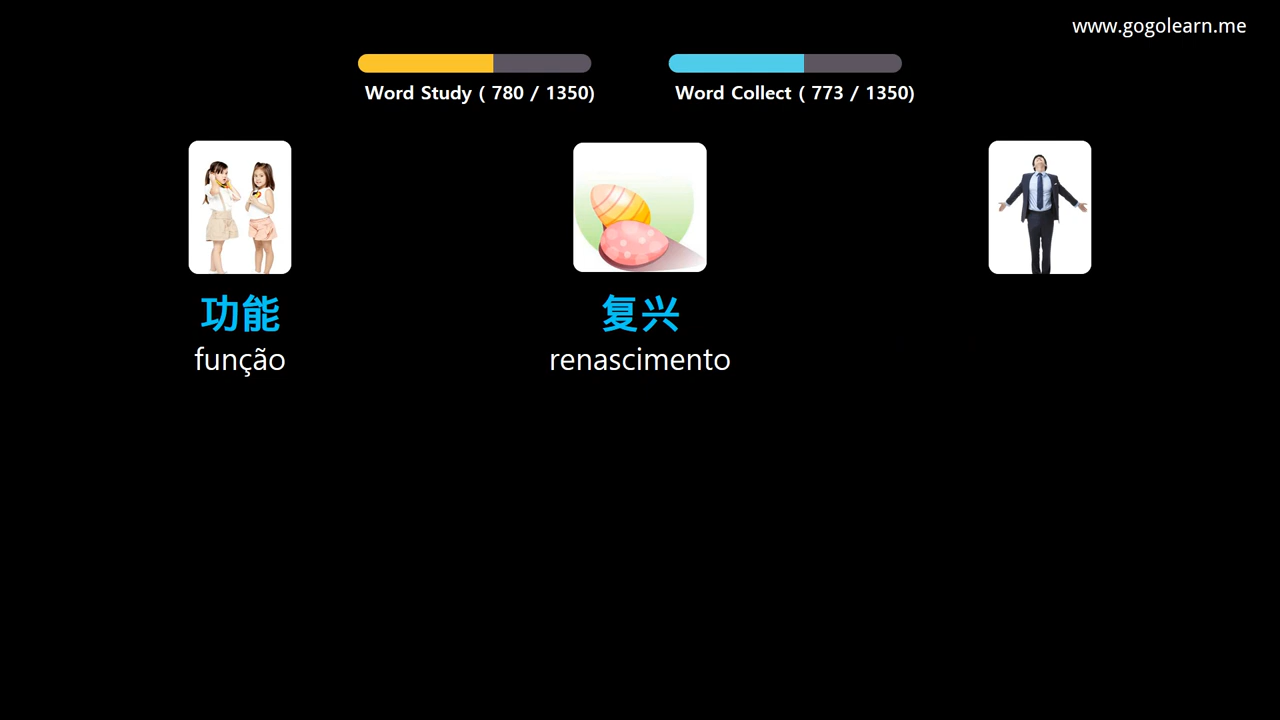 www.gogolearn.me
Word Study ( 780 / 1350)
Word Collect ( 773 / 1350)
功能
função
复兴
renascimento